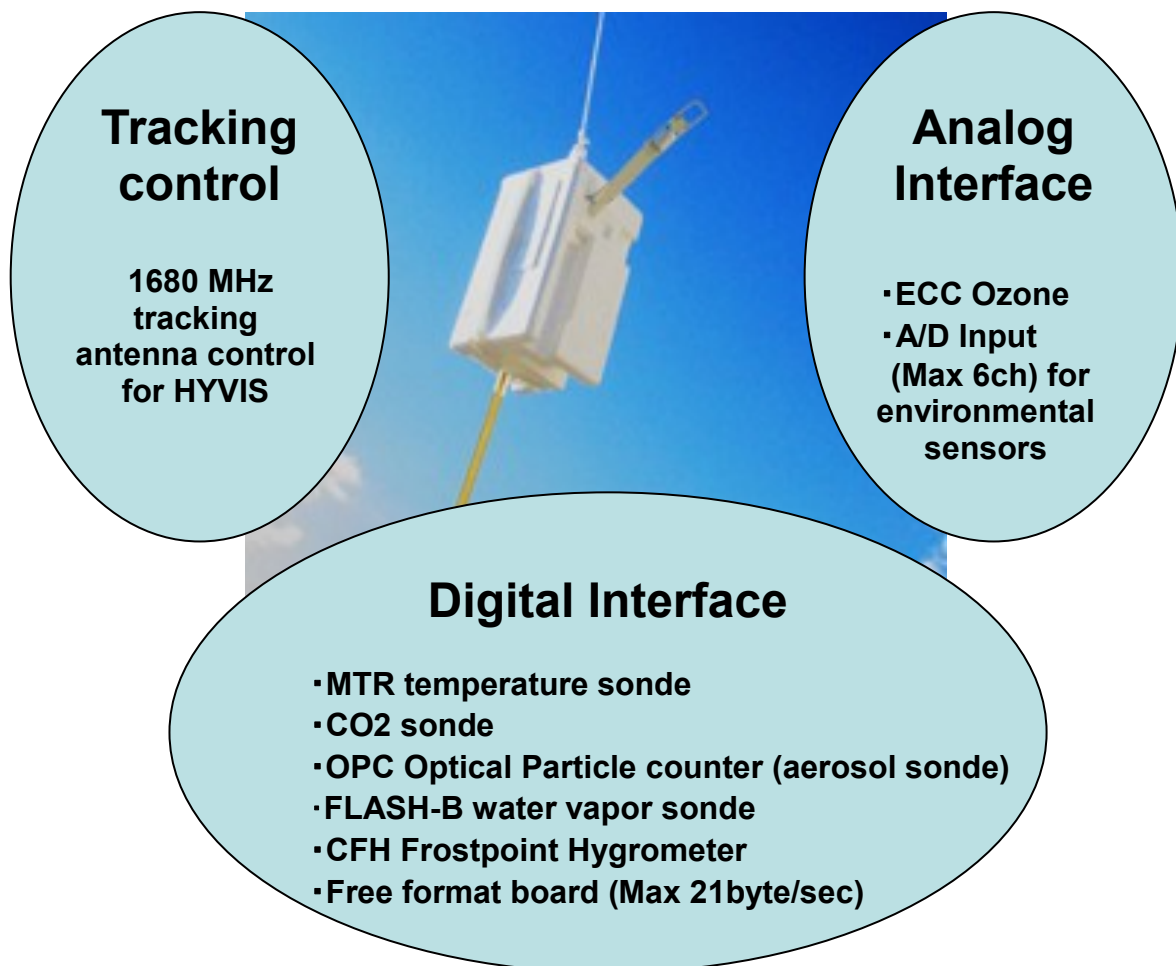 Tracking
control
1680 MHz
tracking
antenna control
for HYVIS
Analog
Interface
・ECC Ozone
・A/D Input
(Max 6ch) for
environmental
sensors
Digital Interface
・MTR temperature sonde
・CO2 sonde
・OPC Optical Particle counter (aerosol sonde)
・FLASH-B water vapor sonde
・CFH Frostpoint Hygrometer
・Free format board (Max 21byte/sec)